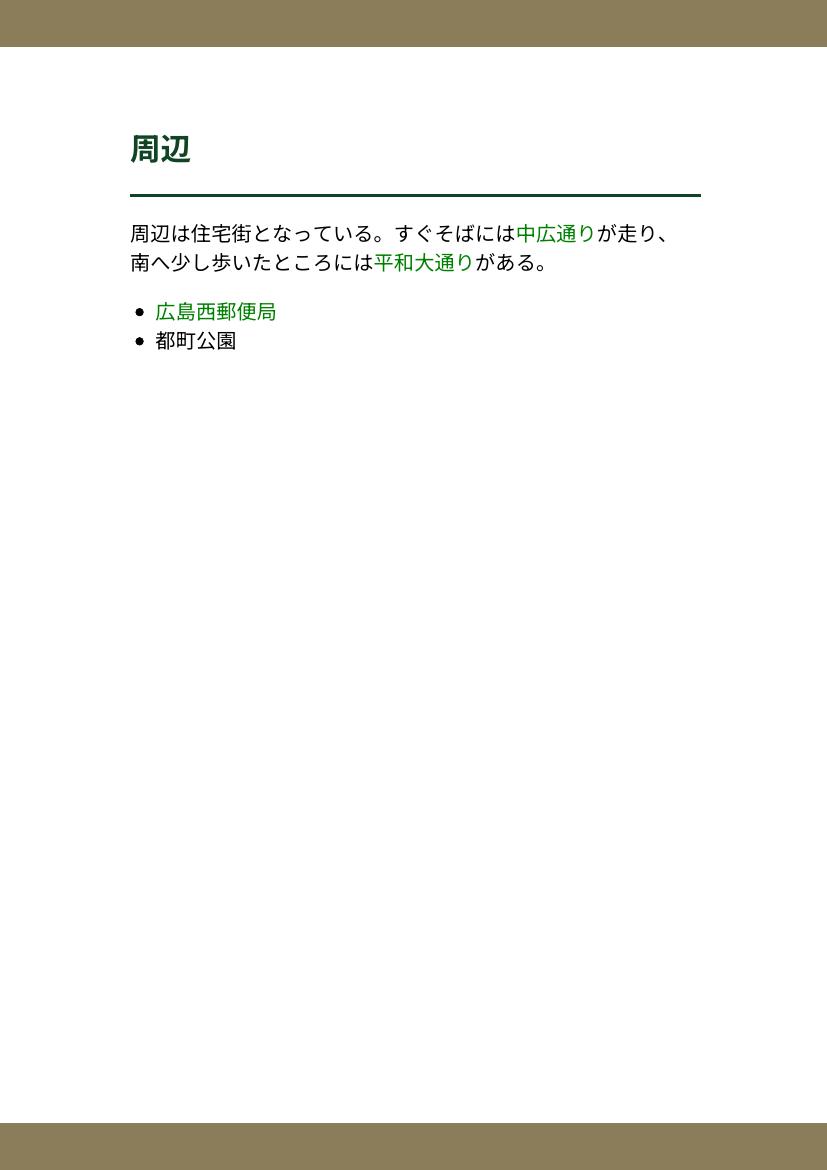 周辺
周辺は住宅街となっている。すぐそばには中広通りが走り、
南へ少し歩いたところには平和大通りがある。
● 広島西郵便局
● 都町公園